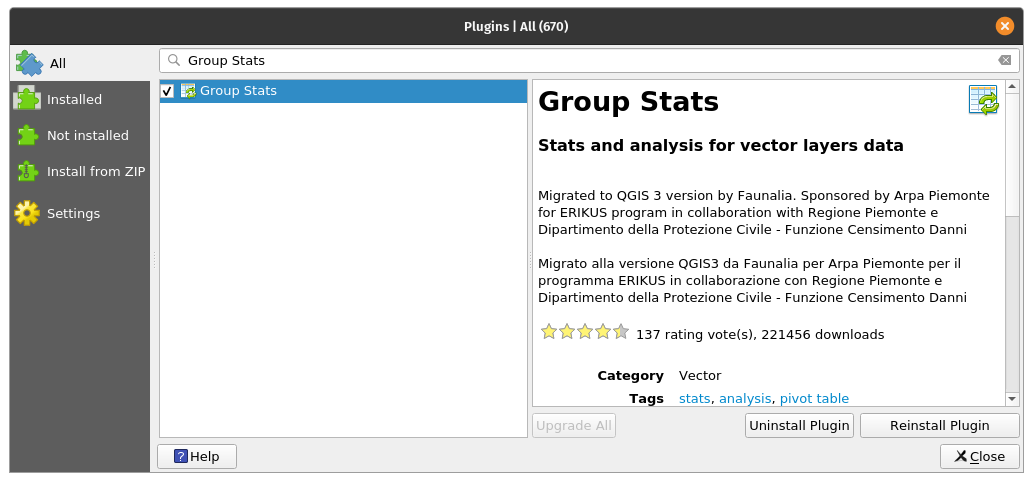 Plugins | All (670)
All
Installed
Not installed
Install from ZIP
Settings
Group Stats
Group Stats
Group Stats
Stats and analysis for vector layers data
Migrated to QGIS 3 version by Faunalia. Sponsored by Arpa Piemonte
for ERIKUS program in collaboration with Regione Piemonte e
Dipartimento della Protezione Civile - Funzione Censimento Danni
Migrato alla versione QGIS3 da Faunalia per Arpa Piemonte per il
programma ERIKUS in collaborazione con Regione Piemonte e
Dipartimento della Protezione Civile - Funzione Censimento Danni
137 rating vote(s), 221456 downloads
Category Vector
Tags stats, analysis, pivot table
Upgrade All Uninstall Plugin Reinstall Plugin
Help Close